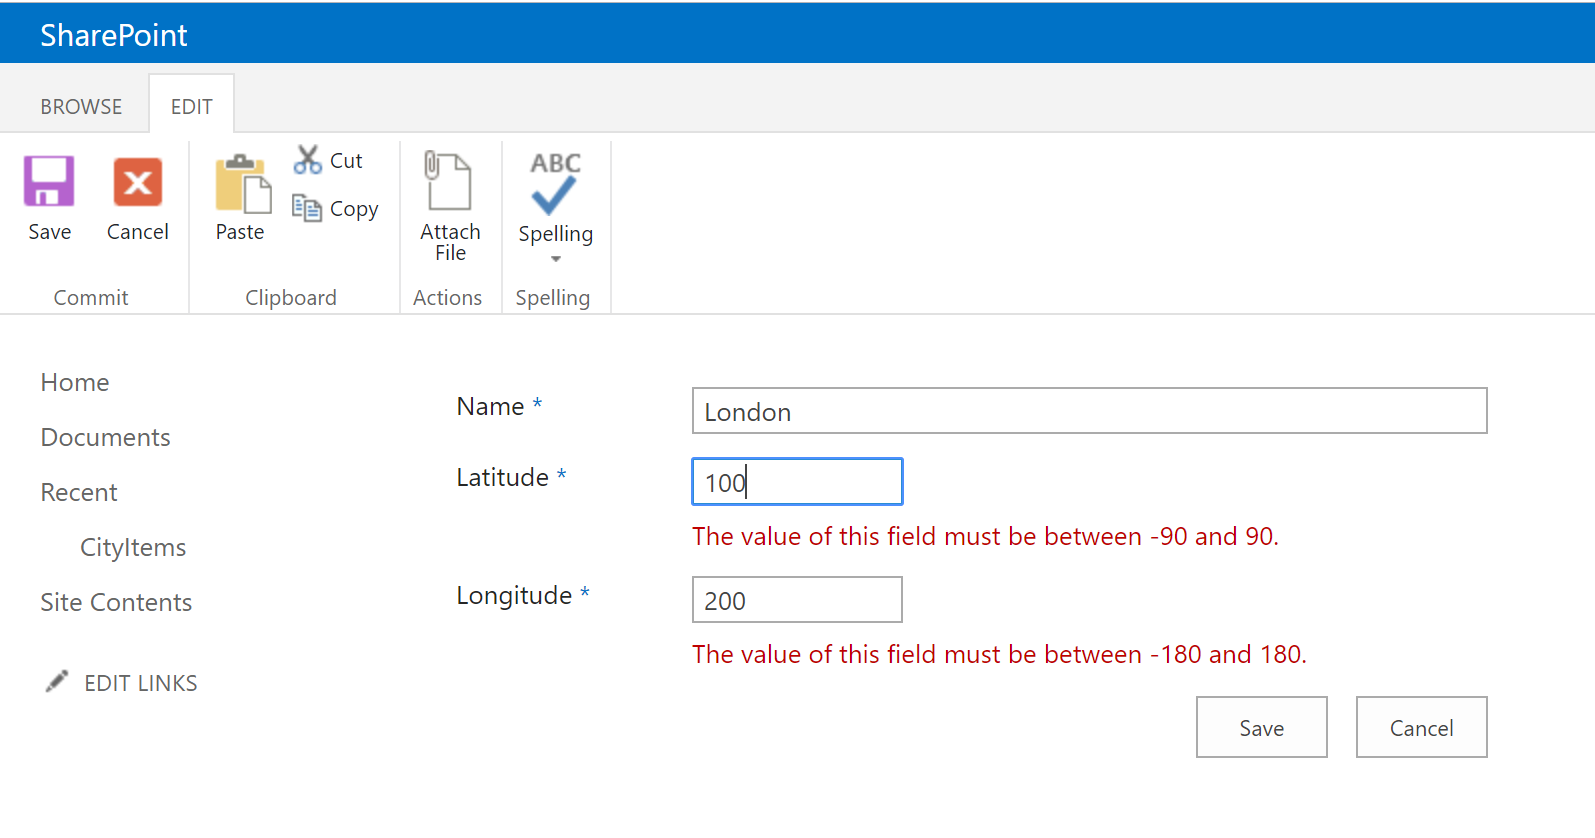 SharePoint
BROWSE
EDIT
Save
Cancel
Commit
Paste
Cut
Copy
Clipboard
Attach
File
Actions
ABC
Spelling
Spelling
Home
Documents
Recent
CityItems
Site Contents
EDIT LINKS
Name *
London
Latitude *
100
The value of this field must be between -90 and 90.
Longitude *
200
The value of this field must be between -180 and 180.
Save
Cancel